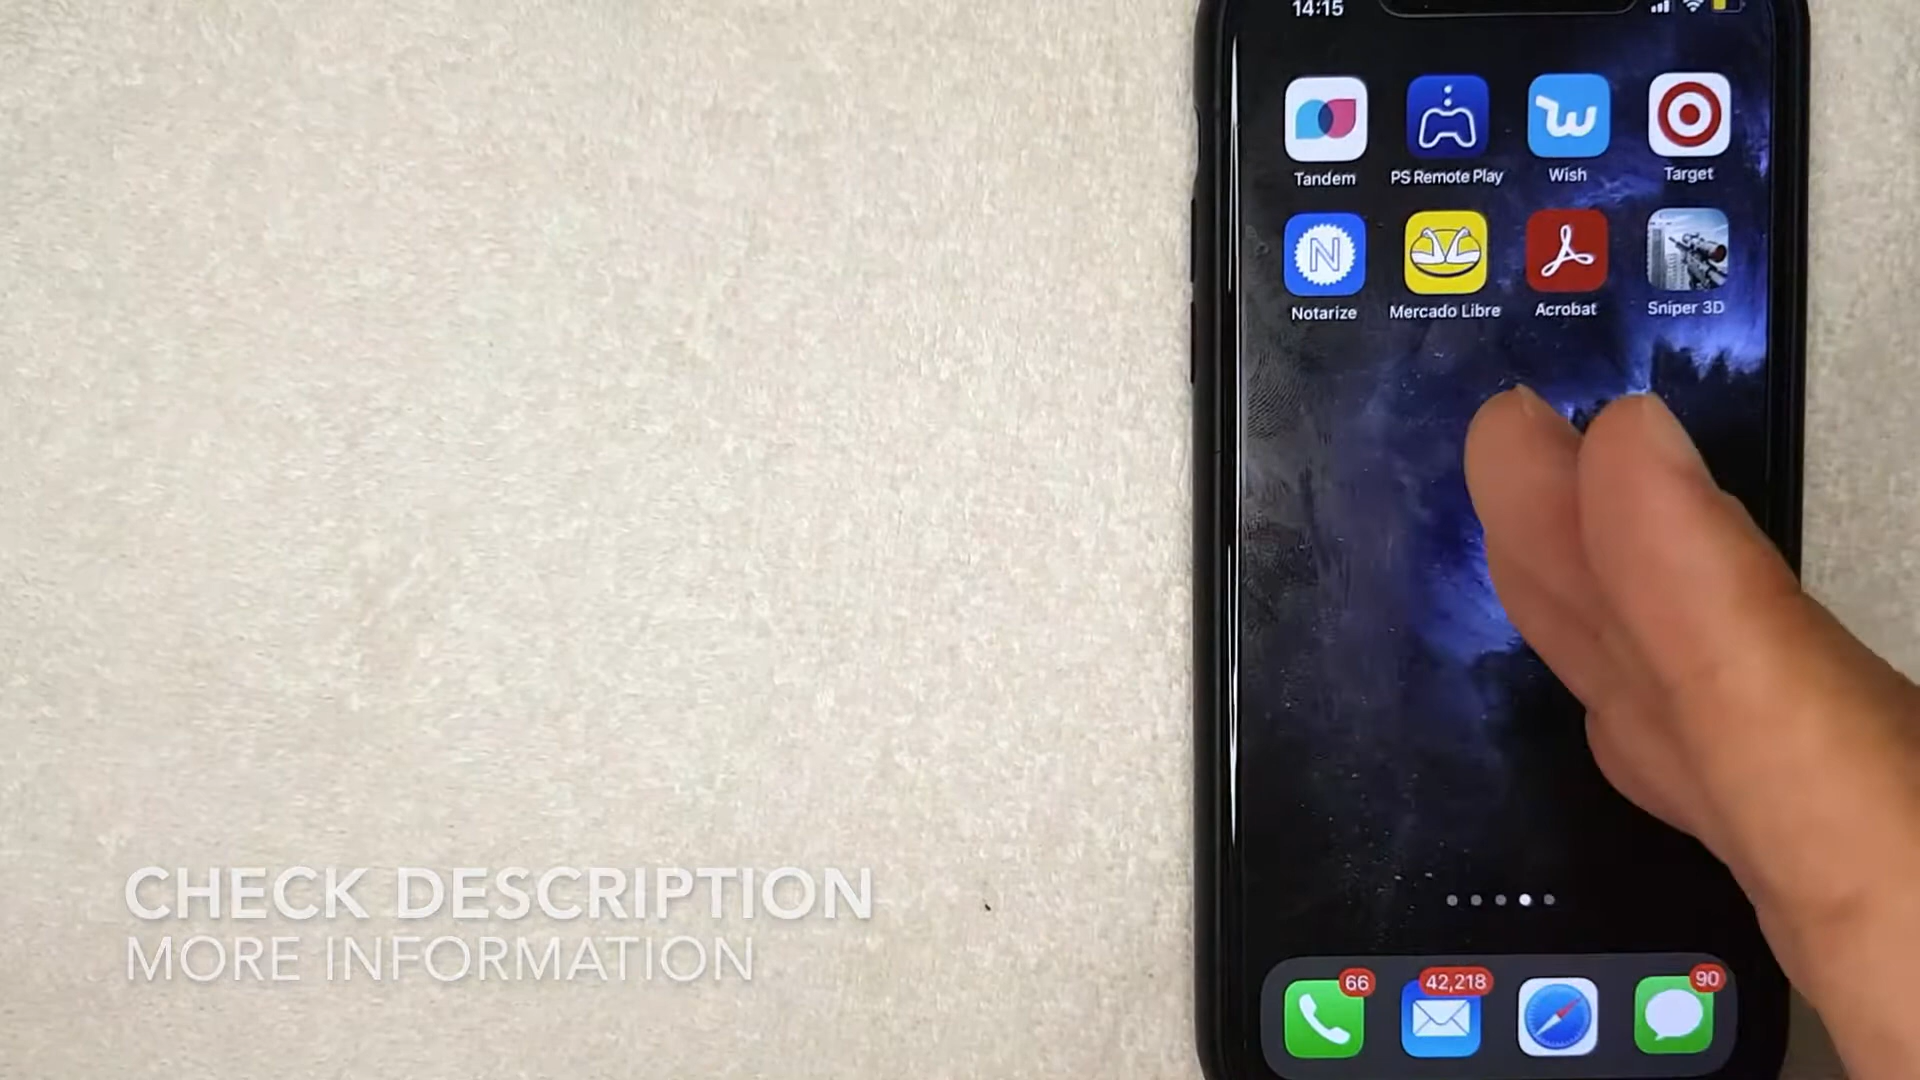 14:15
Tandem
PS Remote Play
Wish
Target
N
Notarize
Mercado Libre
Acrobat
Sniper 3D
CHECK DESCRIPTION
MORE INFORMATION
66
42,218
90